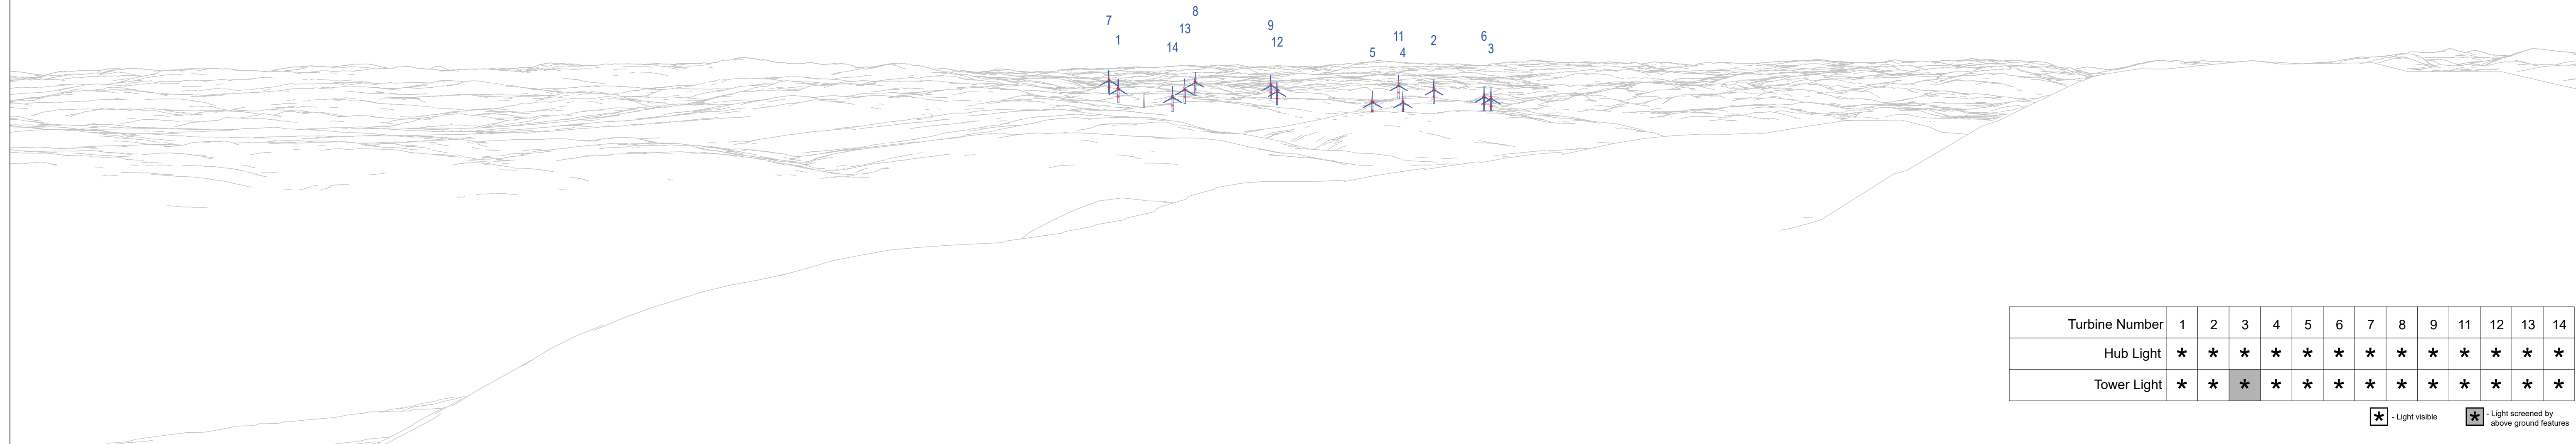 8
7
9
13
6
11
1
2
12
14
3
5
4
Turbine Number 1 2 3 4 5 6 7 8 9 11 12 13 14
Hub Light * * * * * * * * * * * * *
Tower Light * * * * * * * * * * * * *
* - Light visible
* - Light screened by
above ground features